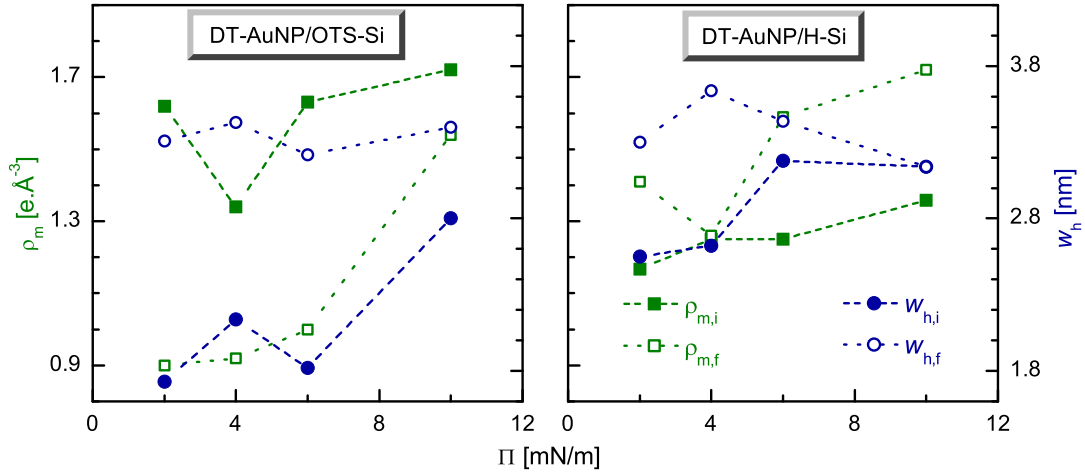 DT-AuNP/OTS-Si
DT-AuNP/H-Si
1.7
1.3
0.9
ρm [e.Å-3]
3.8
2.8
1.8
wh [nm]
ρm,i
wh,i
ρm,f
wh,f
0 4 8 12 0 4 8 12
Π [mN/m]